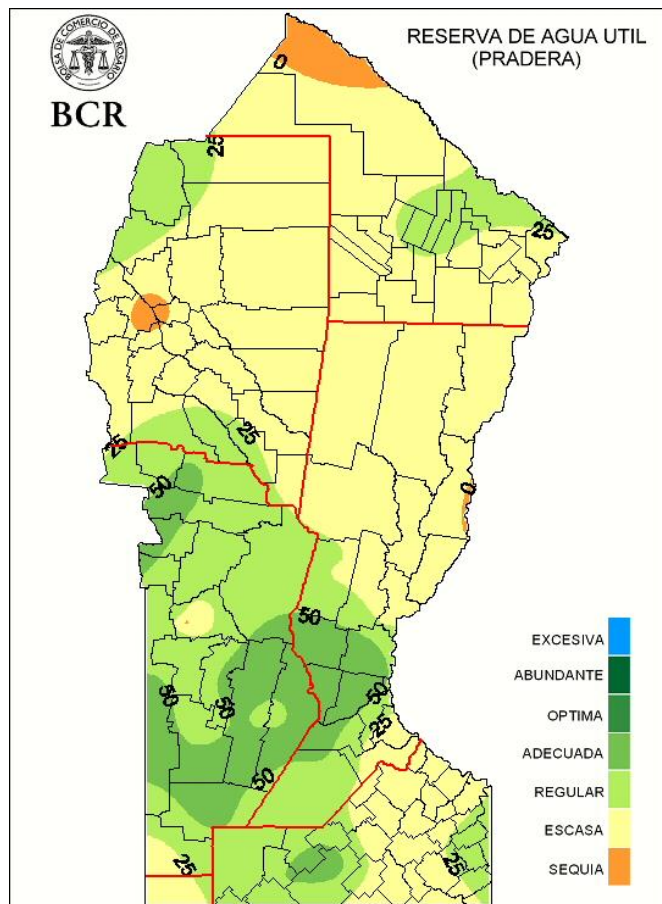 RESERVA DE AGUA UTIL
(PRADERA)
BOLSA DE COMERCIO DE ROSARIO
BCR
0
25
25
25
25
50
0
50
50
50
50
25
50
25
25
EXCESIVA
ABUNDANTE
OPTIMA
ADECUADA
REGULAR
ESCASA
SEQUIA